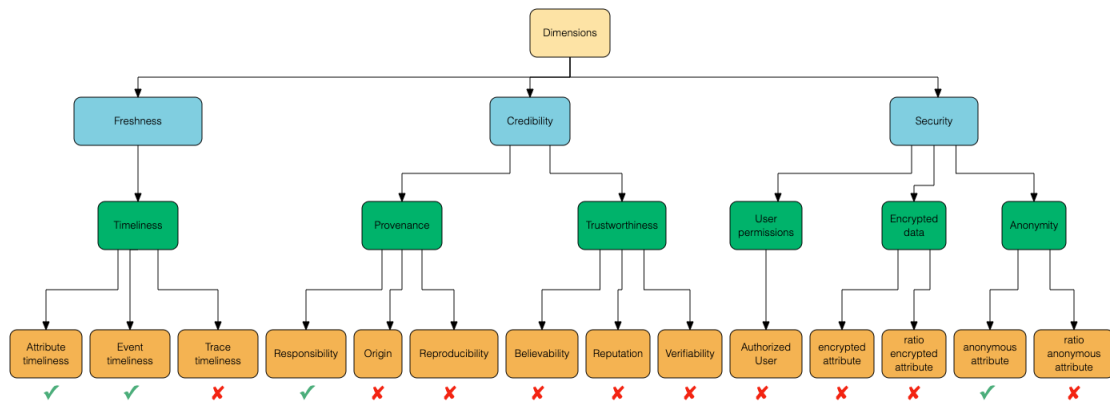 Dimensions
Freshness
Credibility
Security
Timeliness
Provenance
Trustworthiness
User
permissions
Encrypted
data
Anonymity
Attribute
timeliness
Event
timeliness
Trace
timeliness
Responsibility
Origin
Reproducibility
Believability
Reputation
Verifiability
Authorized
User
encrypted
attribute
ratio
encrypted
attribute
anonymous
attribute
ratio
anonymous
attribute